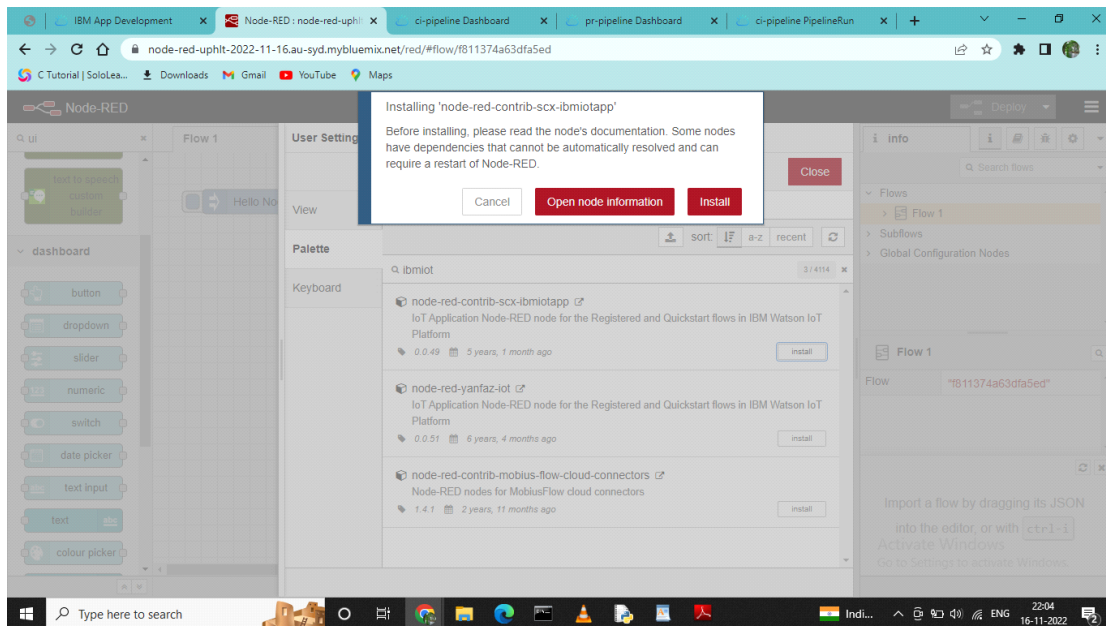 IBM App Development
Node-RED : node-red-uphl
ci-pipeline Dashboard
pr-pipeline Dashboard
ci-pipeline PipelineRun
node-red-uphlt-2022-11-16.au-syd.mybluemix.net/red/#flow/f811374a63dfa5ed
C Tutorial | SoloLea...
Downloads
Gmail
YouTube
Maps
Node-RED
Deploy
Installing 'node-red-contrib-scx-ibmiotapp'
Before installing, please read the node's documentation. Some nodes
have dependencies that cannot be automatically resolved and can
require a restart of Node-RED.
Cancel
Open node information
Install
ui
Flow 1
User Setting
Close
text to speech
custom
builder
Hello No
View
Palette
Keyboard
sort:
a-z
recent
ibmiot
3 / 4114
node-red-contrib-scx-ibmiotapp
IoT Application Node-RED node for the Registered and Quickstart flows in IBM Watson IoT
Platform
0.0.49 5 years, 1 month ago
install
node-red-yanfaz-iot
IoT Application Node-RED node for the Registered and Quickstart flows in IBM Watson IoT
Platform
0.0.51 6 years, 4 months ago
install
node-red-contrib-mobius-flow-cloud-connectors
Node-RED nodes for MobiusFlow cloud connectors
1.4.1 2 years, 11 months ago
install
dashboard
button
dropdown
slider
numeric
switch
date picker
text input
text
abc
colour picker
info
Search flows
Flows
Flow 1
Subflows
Global Configuration Nodes
Flow 1
Flow "f811374a63dfa5ed"
Import a flow by dragging its JSON
into the editor, or with ctrl-i
Activate Windows
Go to Settings to activate Windows.
Type here to search
Indi...
ENG
22:04
16-11-2022
2